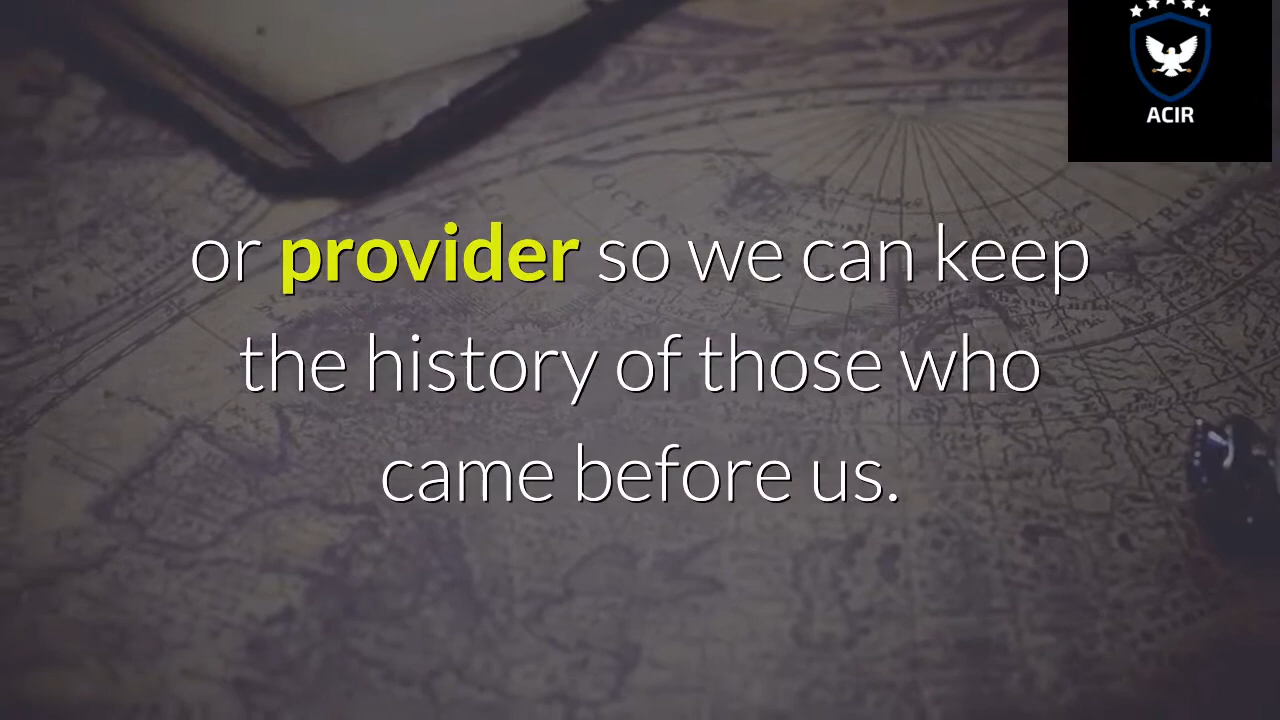 ACIR
or provider so we can keep
the history of those who
came before us.